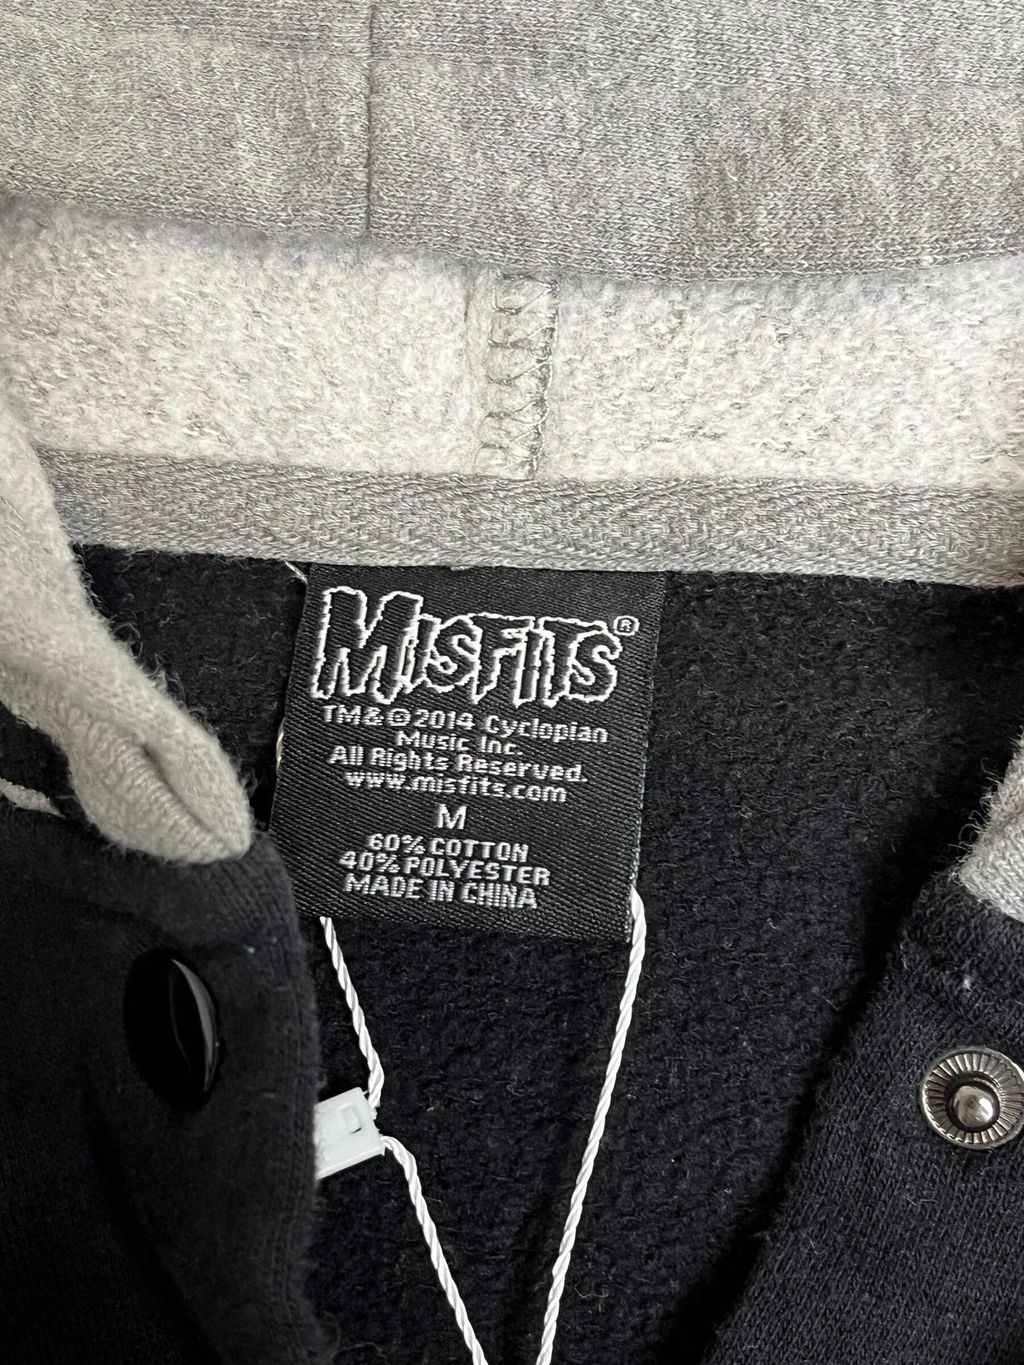 MISFITS®
TM & © 2014 Cyclopian
Music Inc.
All Rights Reserved.
www.misfits.com
M
60% COTTON
40% POLYESTER
MADE IN CHINA